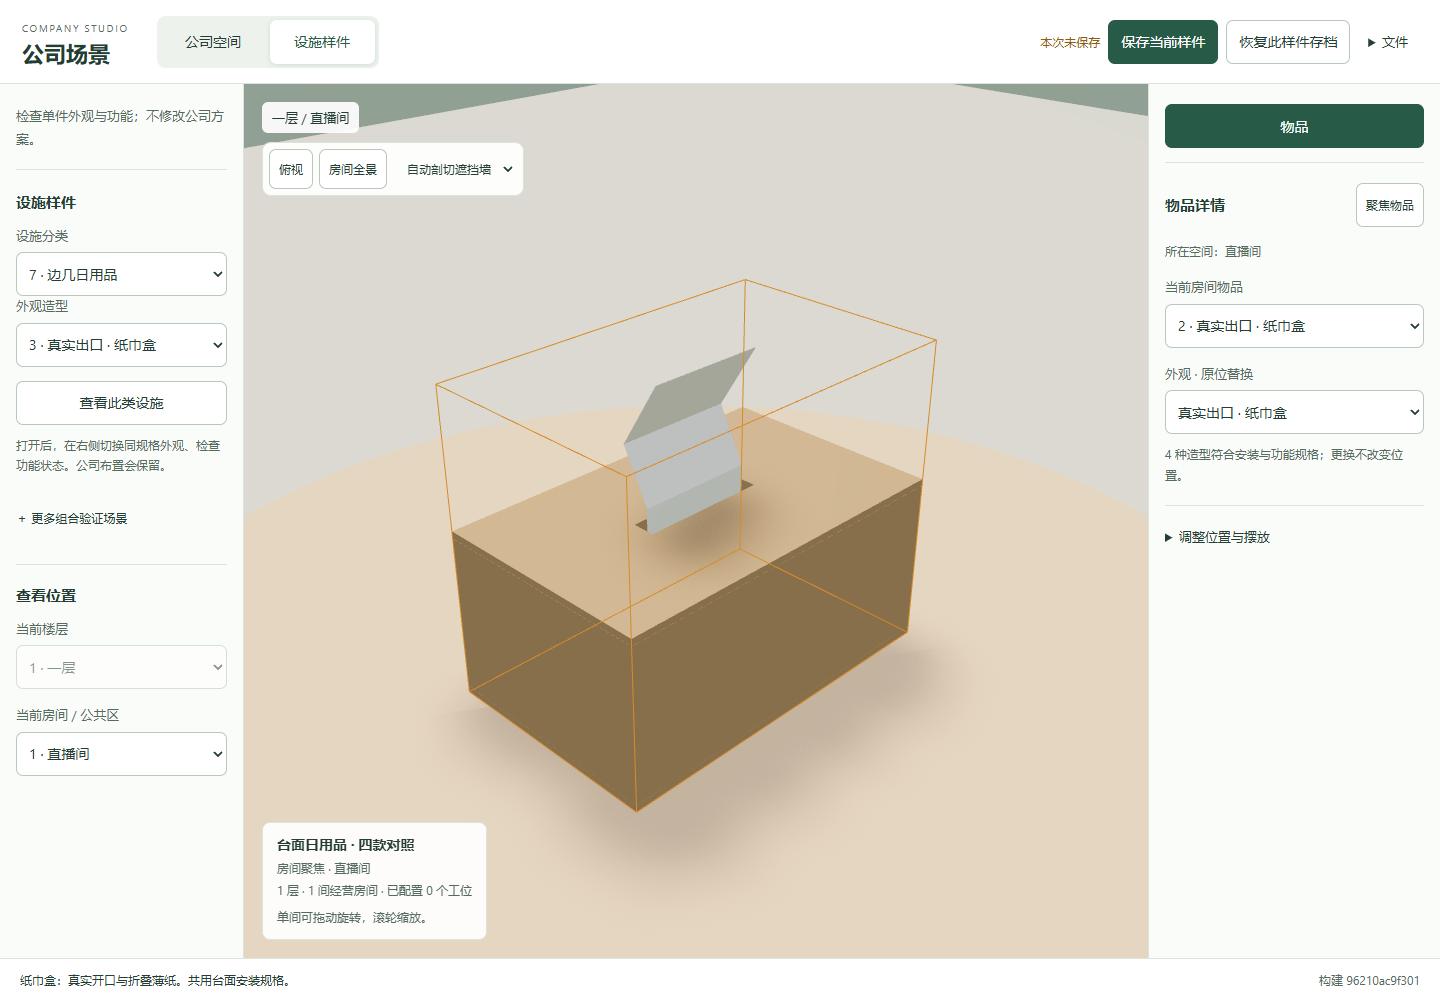 COMPANY STUDIO
公司场景
公司空间
设施样件
本次未保存
保存当前样件
恢复此样件存档
文件
检查单件外观与功能；不修改公司方
案。
设施样件
设施分类
7 · 边几日用品
外观造型
3 · 真实出口 · 纸巾盒
查看此类设施
打开后，在右侧切换同规格外观、检查
功能状态。公司布置会保留。
+ 更多组合验证场景
查看位置
当前楼层
1 · 一层
当前房间 / 公共区
1 · 直播间
一层 / 直播间
俯视
房间全景
自动剖切遮挡墙
台面日用品 · 四款对照
房间聚焦 · 直播间
1 层 · 1 间经营房间 · 已配置 0 个工位
单间可拖动旋转，滚轮缩放。
物品
物品详情
聚焦物品
所在空间：直播间
当前房间物品
2 · 真实出口 · 纸巾盒
外观 · 原位替换
真实出口 · 纸巾盒
4 种造型符合安装与功能规格；更换不改变位
置。
调整位置与摆放
纸巾盒：真实开口与折叠薄纸。共用台面安装规格。
构建 96210ac9f301